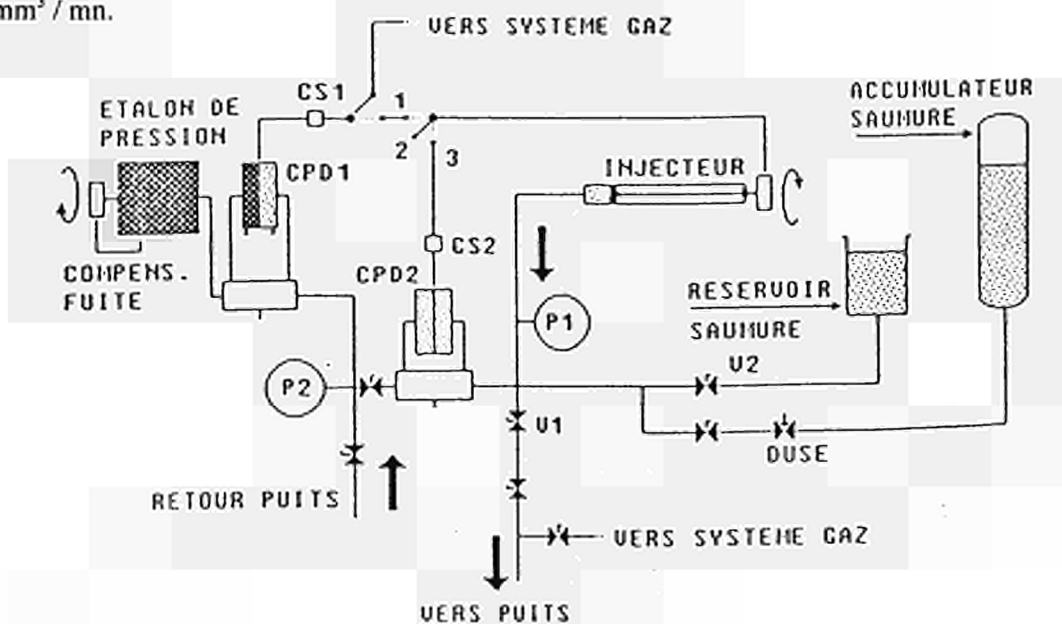 mm³ / mn.
VERS SYSTEME GAZ
ACCUMULATEUR
SAUMURE
ETALON DE
PRESSION
CS1
1
2
3
CPD1
INJECTEUR
CS2
COMPENS.
FUITE
CPD2
RESERVOIR
SAUMURE
P1
V2
P2
V1
DUSE
RETOUR PUITS
VERS SYSTEME GAZ
VERS PUITS